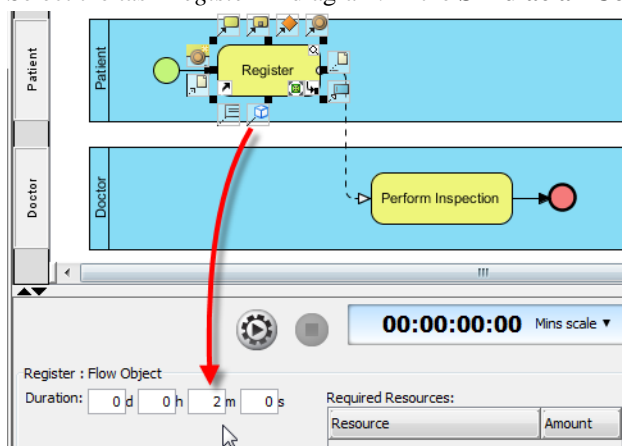 Patient
Patient
Register
Doctor
Doctor
Perform Inspection
00:00:00:00 Mins scale
Register : Flow Object
Duration: 0 d 0 h 2 m 0 s
Required Resources:
Resource Amount